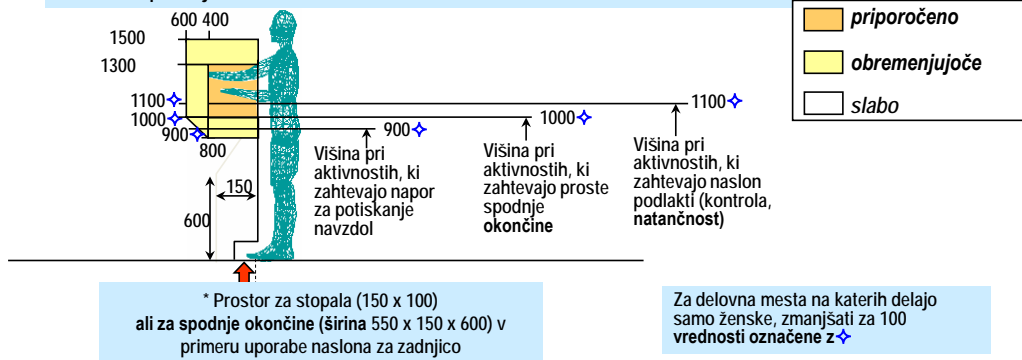 600 400
1500
1300
1100
1000
900
800
150
600
900
1000
1100
priporočeno
obremenjujoče
slabo
Višina pri
aktivnostih, ki
zahtevajo napor
za potiskanje
navzdol
Višina pri
aktivnostih, ki
zahtevajo proste
spodnje
okončine
Višina pri
aktivnostih, ki
zahtevajo naslon
podlakti (kontrola,
natančnost)
* Prostor za stopala (150 x 100)
ali za spodnje okončine (širina 550 x 150 x 600) v
primeru uporabe naslona za zadnjico
Za delovna mesta na katerih delajo
samo ženske, zmanjšati za 100
vrednosti označene z